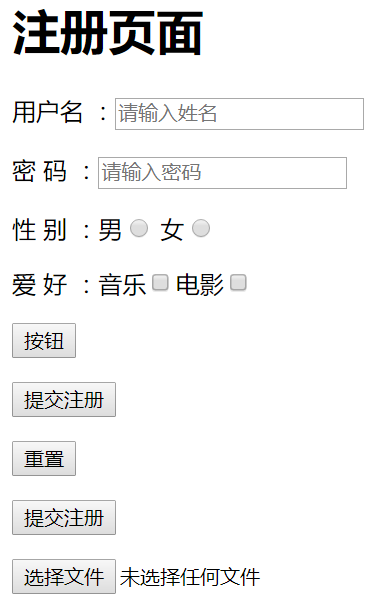 注册页面
用户名 ：请输入姓名
密 码 ：请输入密码
性 别 ：男 女
爱 好 ：音乐 电影
按钮
提交注册
重置
提交注册
选择文件 未选择任何文件